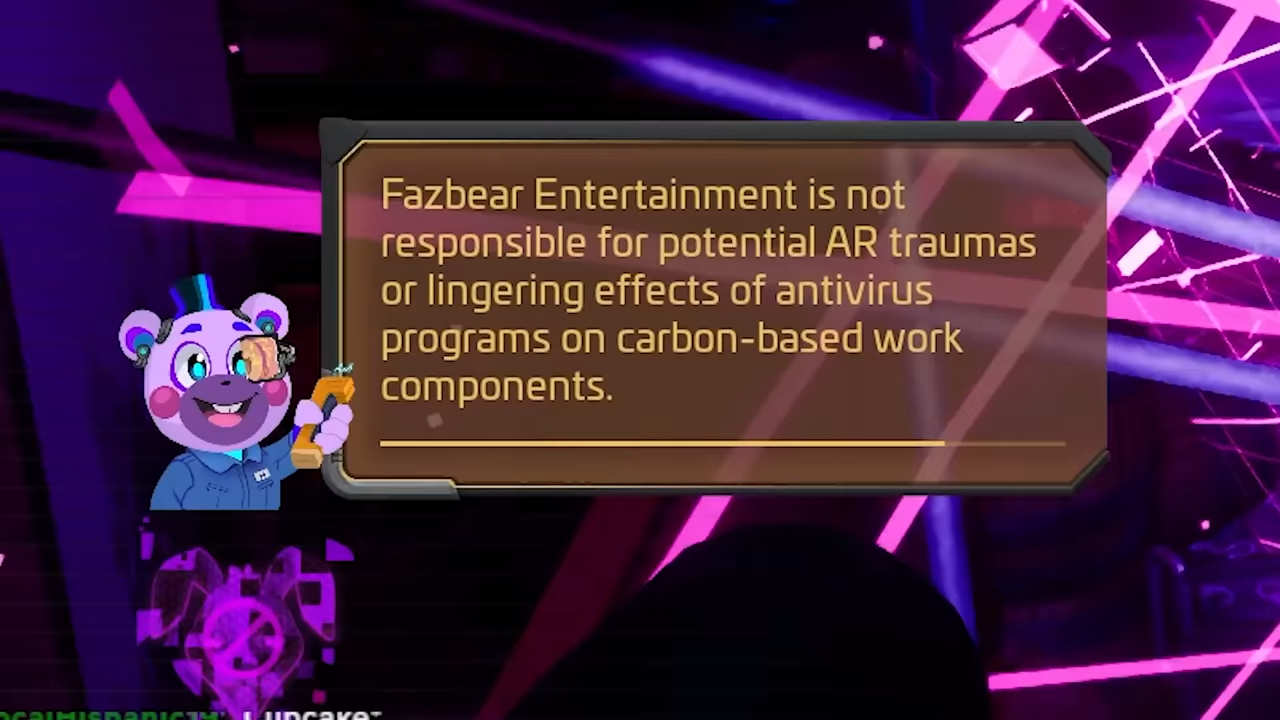 Fazbear Entertainment is not
responsible for potential AR traumas
or lingering effects of antivirus
programs on carbon-based work
components.
Cupcake